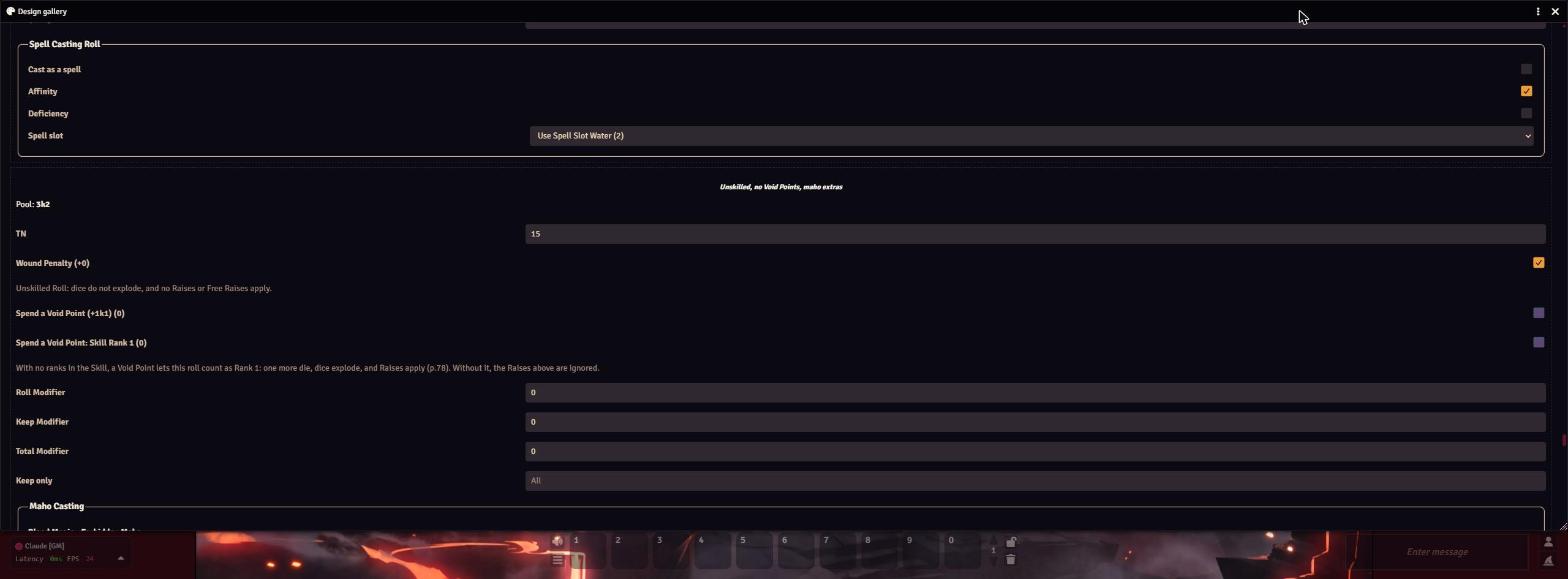 Design gallery
Spell Casting Roll
Cast as a spell
Affinity
Deficiency
Spell slot
Use Spell Slot Water (2)
Unskilled, no Void Points, maho extras
Pool: 3k2
TN
15
Wound Penalty (+0)
Unskilled Roll: dice do not explode, and no Raises or Free Raises apply.
Spend a Void Point (+1k1) (0)
Spend a Void Point: Skill Rank 1 (0)
With no ranks in the Skill, a Void Point lets this roll count as Rank 1: one more die, dice explode, and Raises apply (p.78). Without it, the Raises above are ignored.
Roll Modifier
0
Keep Modifier
0
Total Modifier
0
Keep only
All
Maho Casting
Claude [GM]
Latency 0ms FPS 24
1 2 3 4 5 6 7 8 9 0
1
Enter message